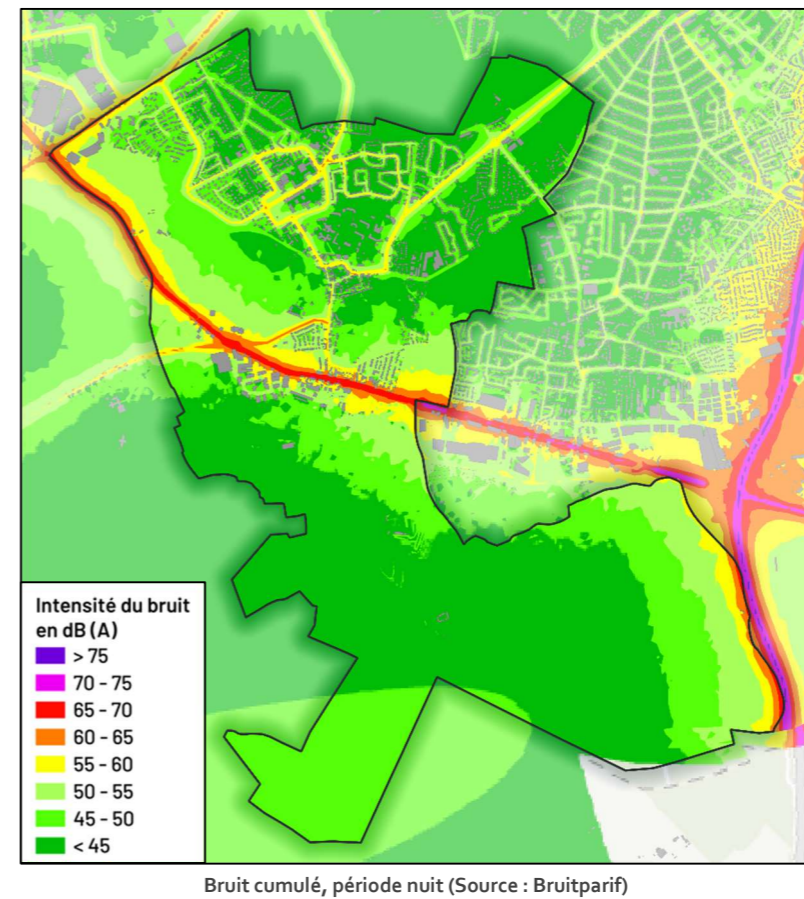 Intensité du bruit
en dB (A)
> 75
70 - 75
65 - 70
60 - 65
55 - 60
50 - 55
45 - 50
< 45
Bruit cumulé, période nuit (Source : Bruitparif)